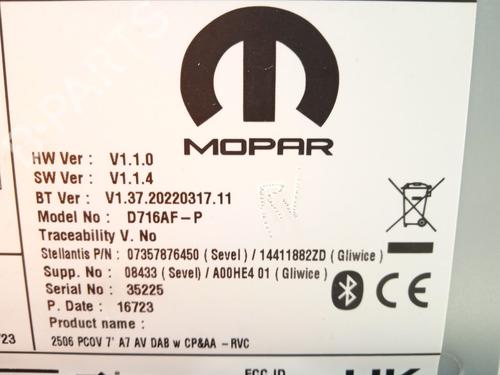 MOPAR
HW Ver : V1.1.0
SW Ver : V1.1.4
BT Ver : V1.37.20220317.11
Model No : D716AF-P
Traceability V. No
Stellantis P/N : 07357876450 ( Sevel ) / 14411882ZD ( Gliwice )
Supp. No : 08433 ( Sevel ) / A00HE4 01 ( Gliwice )
Serial No : 35225
P. Date : 16723
Product name :
2506 PCOV 7' A7 AV DAB w CP&AA -RVC